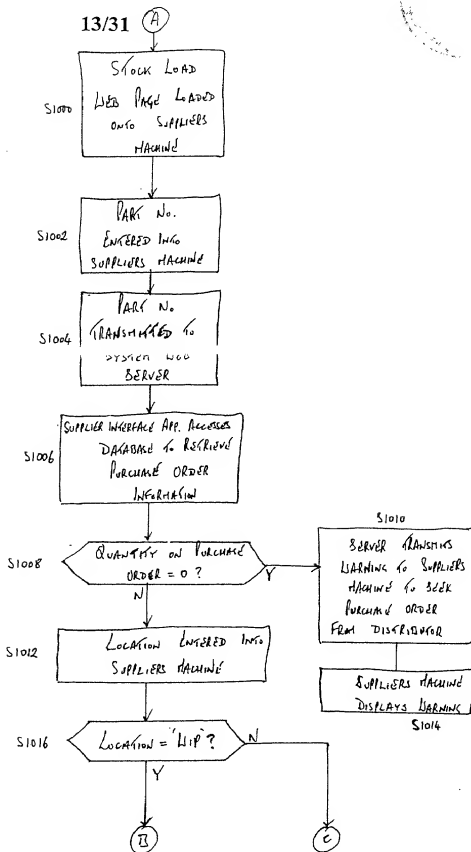 13/31 A
STOCK LOAD
S1000
WEB PAGE LOADED
ONTO SUPPLIERS
MACHINE
PART No.
S1002
ENTERED INTO
SUPPLIERS MACHINE
PART No
S1004
TRANSMITTED TO
SYSTEM WEB
SERVER
SUPPLIER INTERFACE APP. ACCESSES
S1006
DATABASE TO RETRIEVE
PURCHASE ORDER
INFORMATION
S1008
QUANTITY ON PURCHASE
ORDER = 0 ?
Y
N
S1010
SERVER TRANSMITS
WARNING TO SUPPLIERS
MACHINE TO SEEK
PURCHASE ORDER
FROM DISTRIBUTOR
S1012
LOCATION ENTERED INTO
SUPPLIERS MACHINE
SUPPLIERS MACHINE
DISPLAYS WARNING
S1014
S1016
LOCATION = "WIP" ?
N
Y
B
C